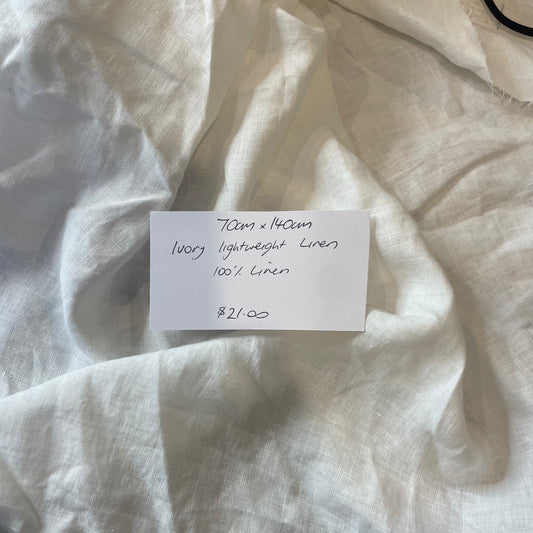 70cm x 140cm
Ivory lightweight Linen
100% Linen
$21.00